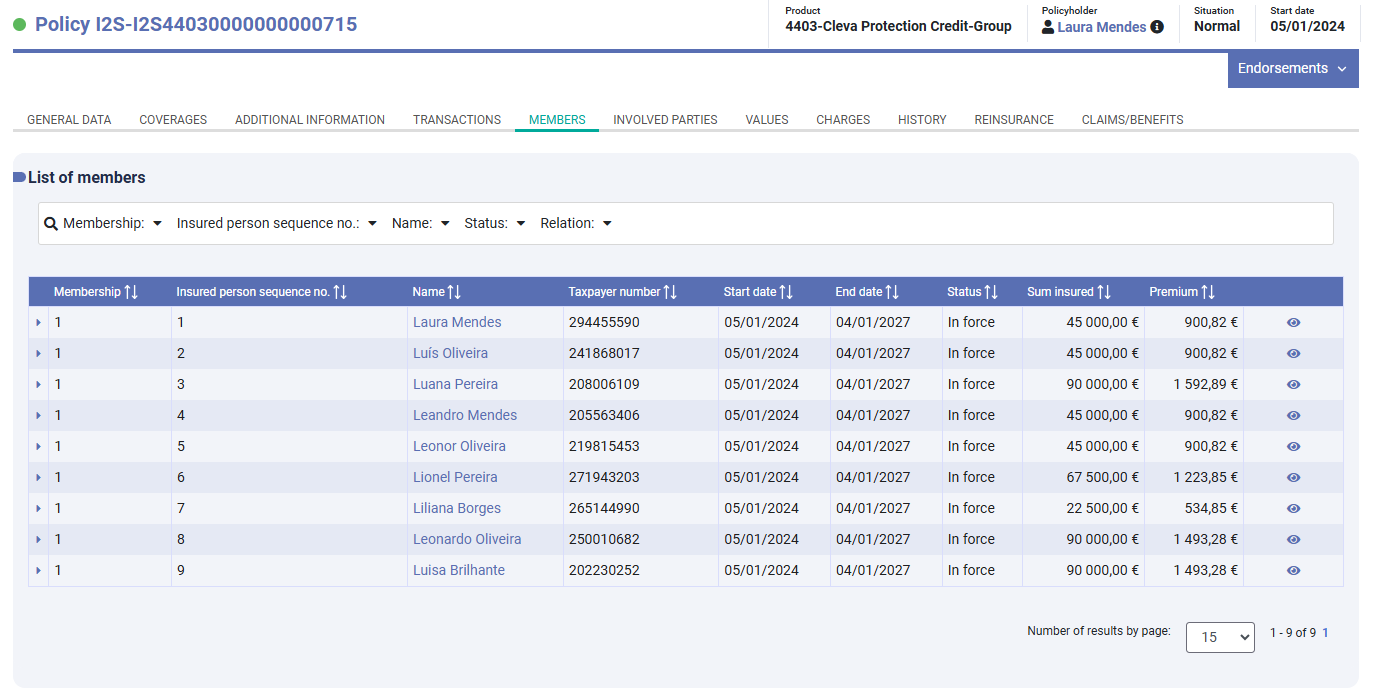 Policy I2S-I2S44030000000000715
Product
4403-Cleva Protection Credit-Group
Policyholder
Laura Mendes
Situation
Normal
Start date
05/01/2024
Endorsements
GENERAL DATA COVERAGES ADDITIONAL INFORMATION TRANSACTIONS MEMBERS INVOLVED PARTIES VALUES CHARGES HISTORY REINSURANCE CLAIMS/BENEFITS
List of members
Membership: Insured person sequence no.: Name: Status: Relation:
Membership Insured person sequence no. Name Taxpayer number Start date End date Status Sum insured Premium
1 1 Laura Mendes 294455590 05/01/2024 04/01/2027 In force 45 000,00 € 900,82 €
1 2 Luís Oliveira 241868017 05/01/2024 04/01/2027 In force 45 000,00 € 900,82 €
1 3 Luana Pereira 208006109 05/01/2024 04/01/2027 In force 90 000,00 € 1 592,89 €
1 4 Leandro Mendes 205563406 05/01/2024 04/01/2027 In force 45 000,00 € 900,82 €
1 5 Leonor Oliveira 219815453 05/01/2024 04/01/2027 In force 45 000,00 € 900,82 €
1 6 Lionel Pereira 271943203 05/01/2024 04/01/2027 In force 67 500,00 € 1 223,85 €
1 7 Liliana Borges 265144990 05/01/2024 04/01/2027 In force 22 500,00 € 534,85 €
1 8 Leonardo Oliveira 250010682 05/01/2024 04/01/2027 In force 90 000,00 € 1 493,28 €
1 9 Luisa Brilhante 202230252 05/01/2024 04/01/2027 In force 90 000,00 € 1 493,28 €
Number of results by page: 15 1 - 9 of 9 1